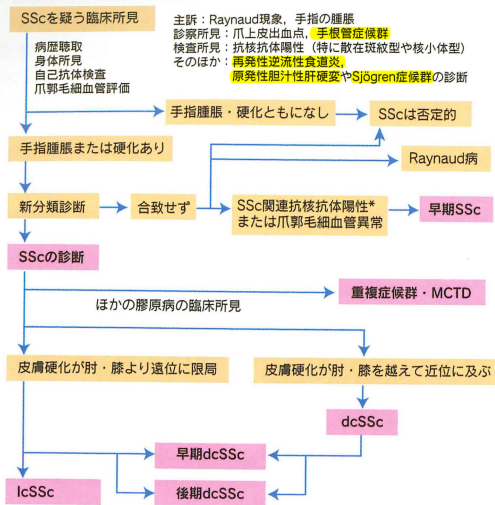 SScを疑う臨床所見
主訴：Raynaud現象，手指の腫脹
診察所見：爪上皮出血点，手根管症候群
検査所見：抗核抗体陽性（特に散在斑紋型や核小体型）
そのほか：再発性逆流性食道炎，
原発性胆汁性肝硬変やSjögren症候群の診断
病歴聴取
身体所見
自己抗体検査
爪郭毛細血管評価
手指腫脹・硬化ともになし
SScは否定的
手指腫脹または硬化あり
Raynaud病
新分類診断
合致せず
SSc関連抗核抗体陽性*
または爪郭毛細血管異常
早期SSc
SScの診断
重複症候群・MCTD
ほかの膠原病の臨床所見
皮膚硬化が肘・膝より遠位に限局
皮膚硬化が肘・膝を越えて近位に及ぶ
dcSSc
早期dcSSc
lcSSc
後期dcSSc